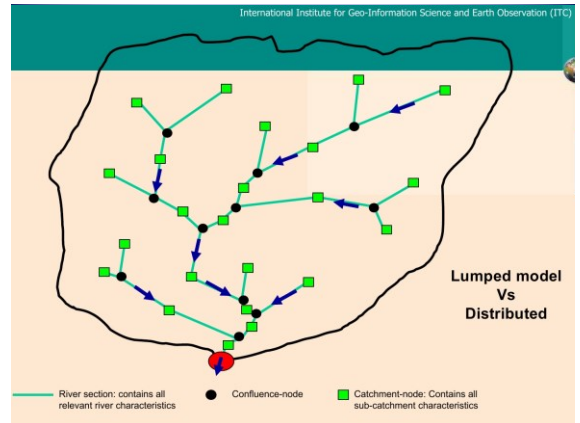 International Institute for Geo-Information Science and Earth Observation (ITC)
Lumped model
Vs
Distributed
River section: contains all
relevant river characteristics
Confluence-node
Catchment-node: Contains all
sub-catchment characteristics